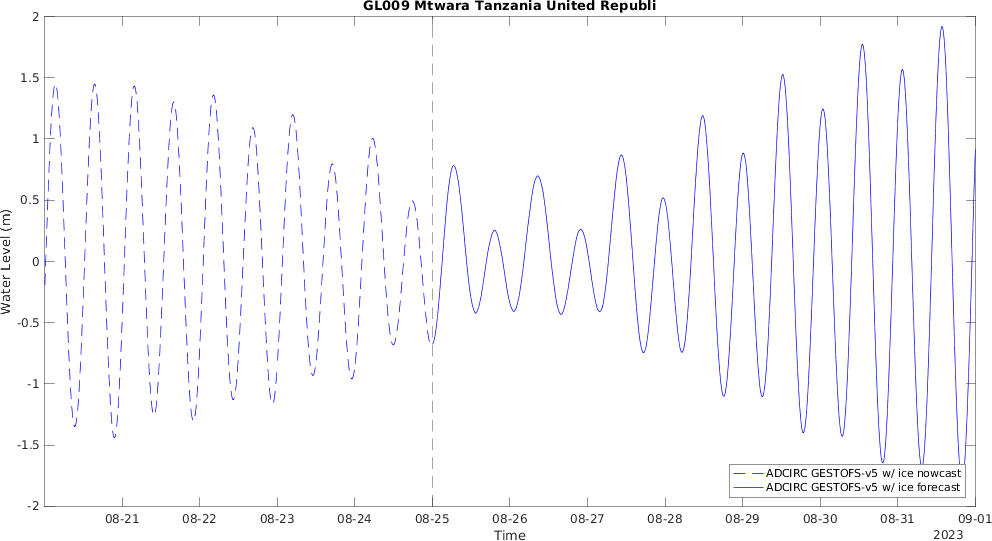 GL009 Mtwara Tanzania United Republi
2
1.5
1
0.5
0
-0.5
-1
-1.5
-2
Water Level (m)
ADCIRC GESTOFS-v5 w/ ice nowcast
ADCIRC GESTOFS-v5 w/ ice forecast
08-21 08-22 08-23 08-24 08-25 08-26 08-27 08-28 08-29 08-30 08-31 09-01
Time
2023